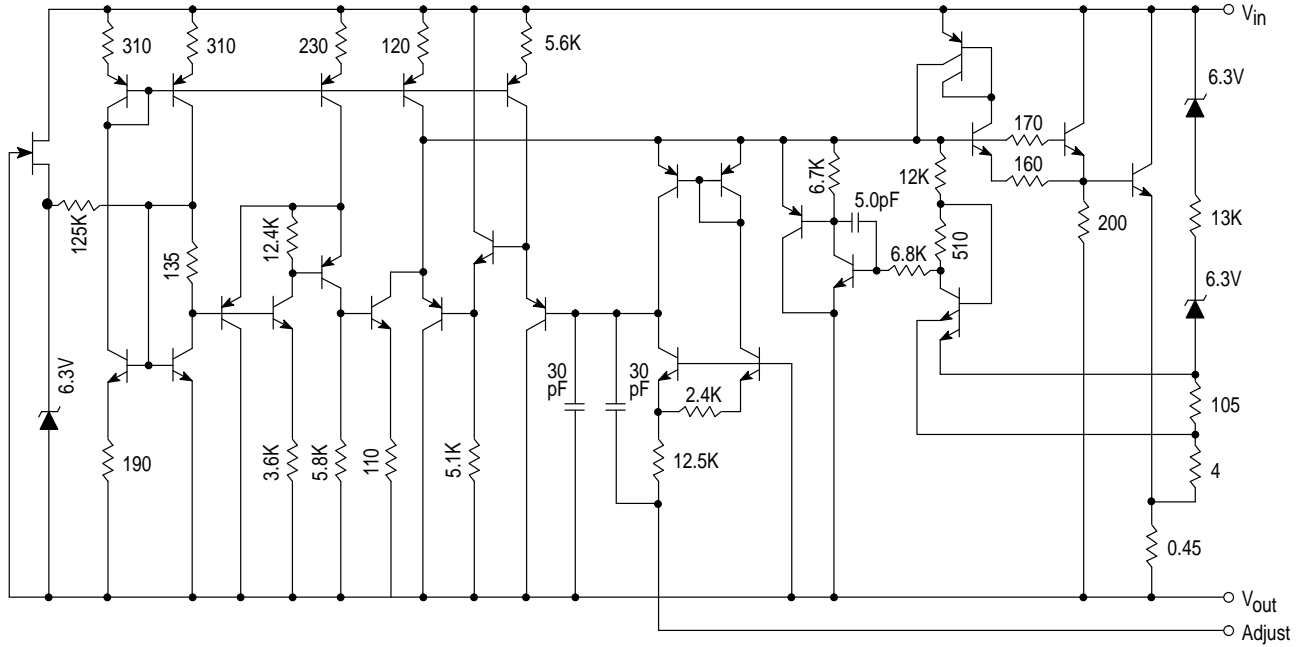 V_in
310
310
230
120
5.6K
6.3V
170
160
6.7K
12K
5.0pF
13K
200
125K
12.4K
6.8K
510
135
6.3V
6.3V
30
pF
30
pF
2.4K
105
190
3.6K
5.8K
110
5.1K
12.5K
4
0.45
V_out
Adjust